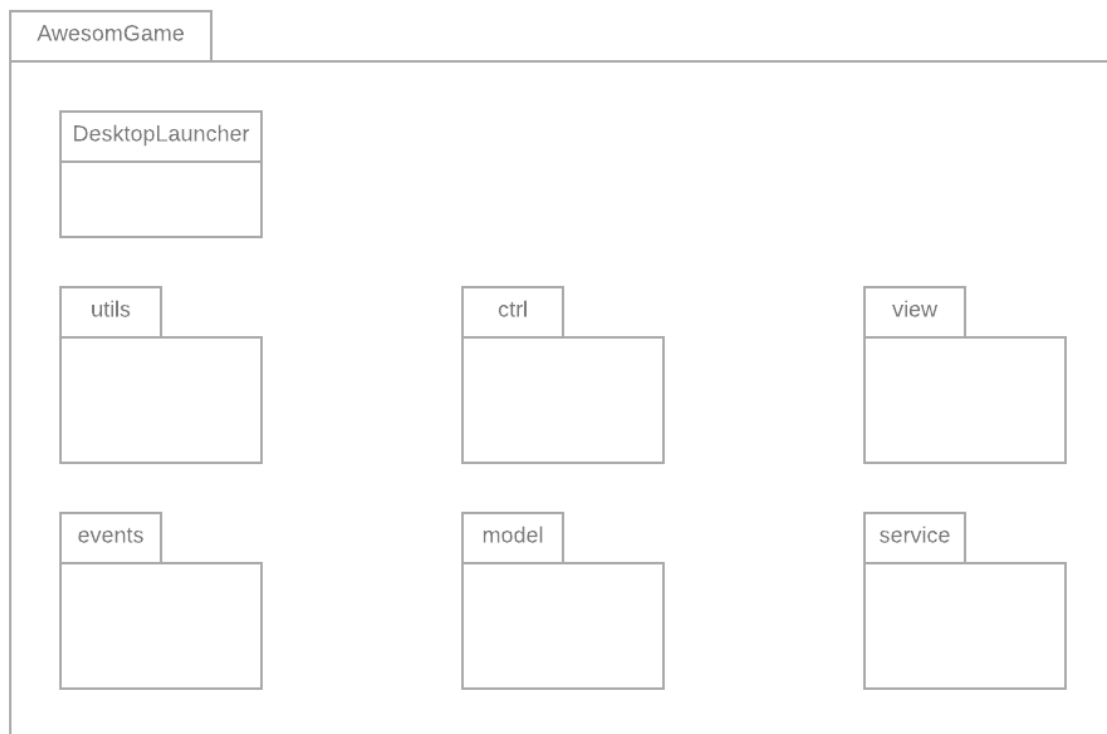 AwesomGame
DesktopLauncher
utils
ctrl
view
events
model
service